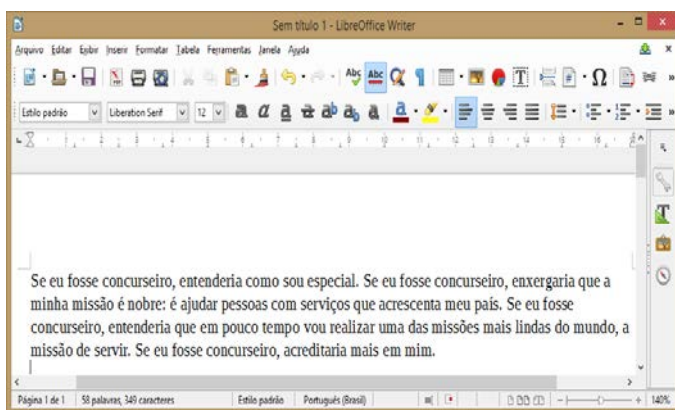 Sem título 1 - LibreOffice Writer
Arquivo Editar Exibir Inserir Formatar Tabela Ferramentas Janela Ajuda
Estilo padrão Liberation Serif 12
Se eu fosse concurseiro, entenderia como sou especial. Se eu fosse concurseiro, enxergaria que a
minha missão é nobre: é ajudar pessoas com serviços que acrescenta meu país. Se eu fosse
concurseiro, entenderia que em pouco tempo vou realizar uma das missões mais lindas do mundo, a
missão de servir. Se eu fosse concurseiro, acreditaria mais em mim.
Página 1 de 1 58 palavras, 349 caracteres Estilo padrão Português (Brasil) 140%